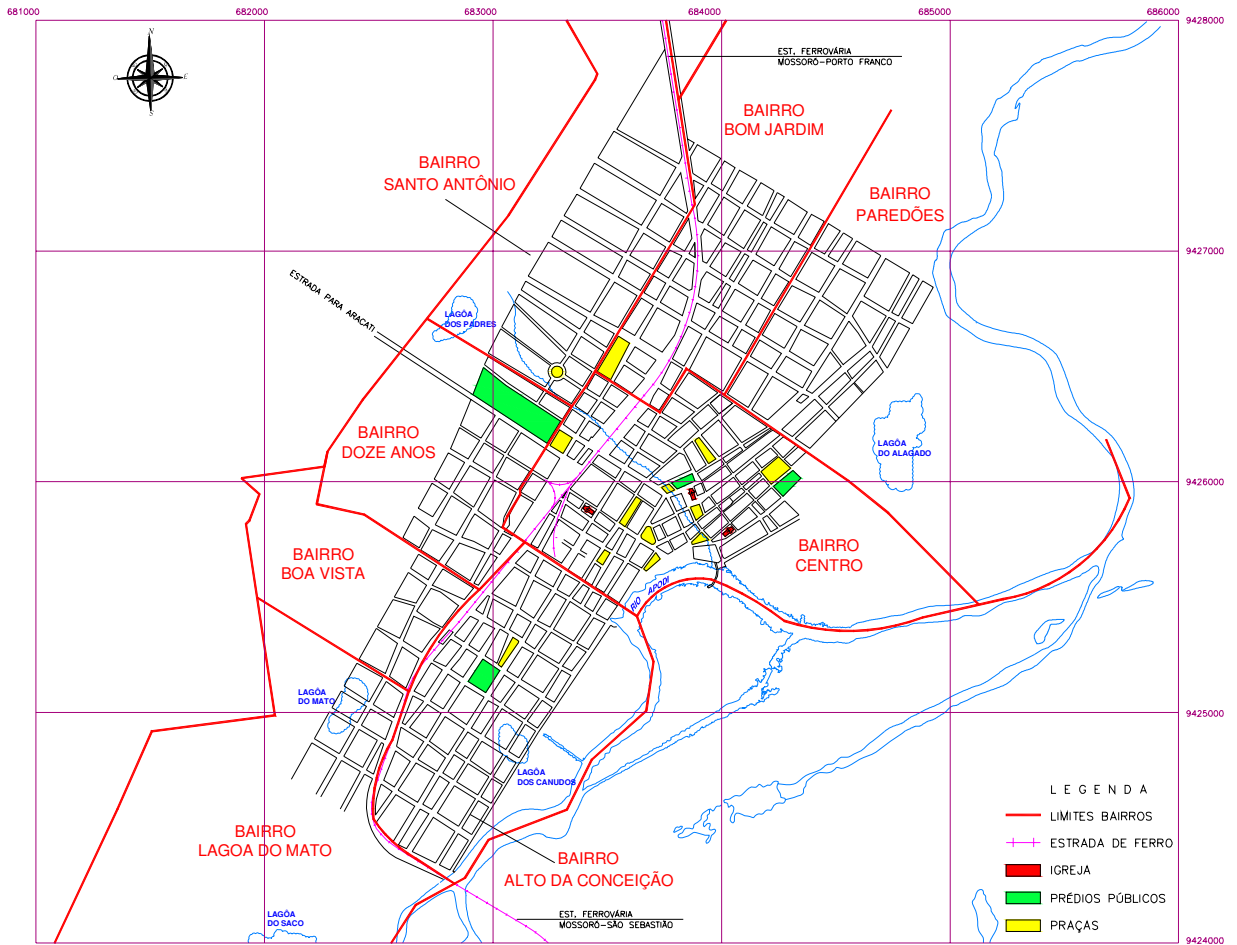 681000
682000
683000
684000
685000
686000
9428000
N
O
E
S
EST. FERROVÁRIA
MOSSORÓ-PORTO FRANCO
BAIRRO
BOM JARDIM
BAIRRO
SANTO ANTÔNIO
BAIRRO
PAREDÕES
9427000
ESTRADA PARA ARACATI
LAGÔA
DOS PADRES
BAIRRO
DOZE ANOS
LAGÔA
DO ALAGADO
9426000
BAIRRO
BOA VISTA
BAIRRO
CENTRO
RIO APODI
LAGÔA
DO MATO
9425000
LAGÔA
DOS CANUDOS
BAIRRO
LAGOA DO MATO
BAIRRO
ALTO DA CONCEIÇÃO
LAGÔA
DO SACO
EST. FERROVÁRIA
MOSSORÓ-SÃO SEBASTIÃO
LEGENDA
LIMITES BAIRROS
ESTRADA DE FERRO
IGREJA
PRÉDIOS PÚBLICOS
PRAÇAS
9424000